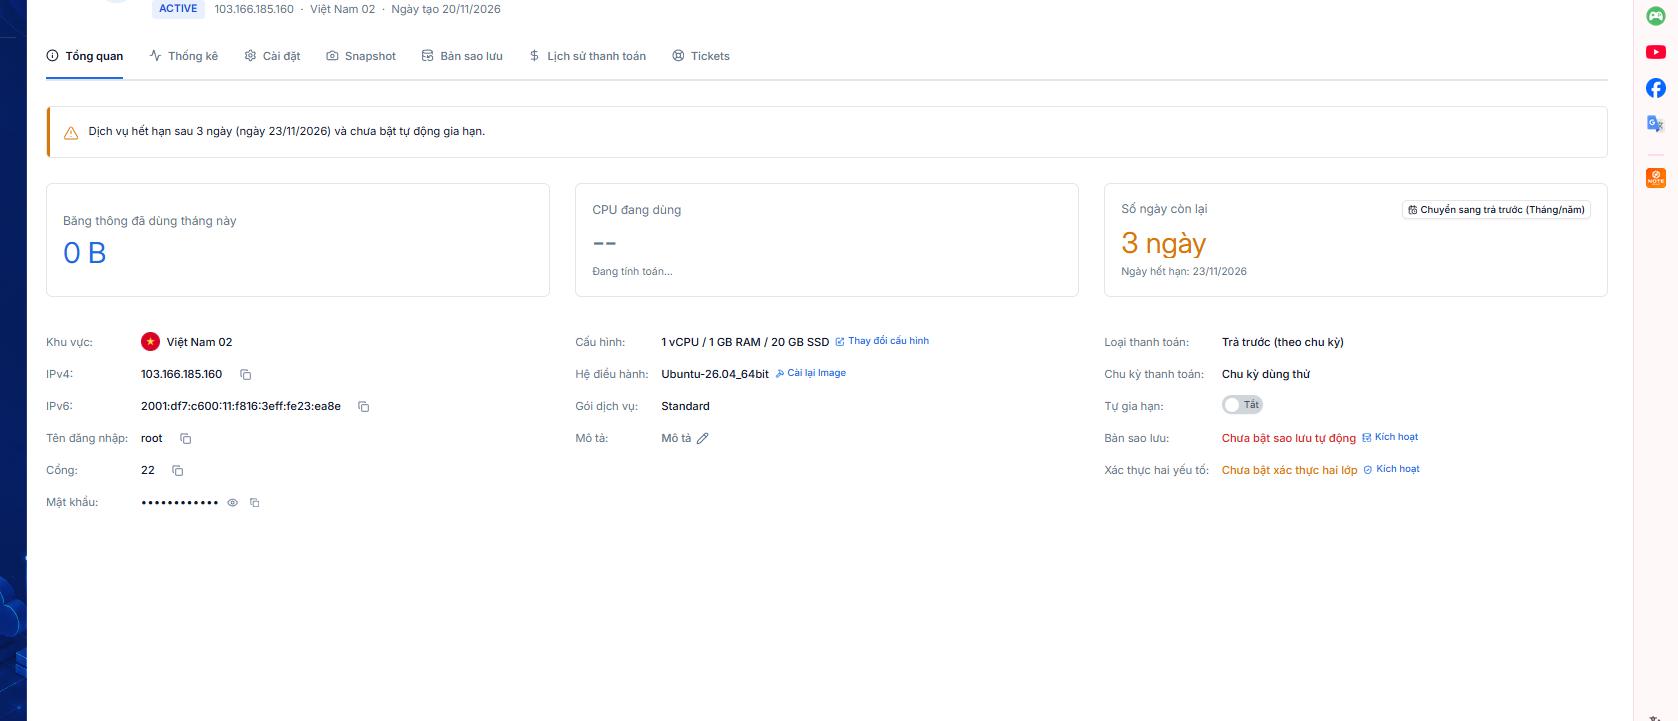 ACTIVE 103.166.185.160 · Việt Nam 02 · Ngày tạo 20/11/2026
Tổng quan Thống kê Cài đặt Snapshot Bản sao lưu Lịch sử thanh toán Tickets
Dịch vụ hết hạn sau 3 ngày (ngày 23/11/2026) và chưa bật tự động gia hạn.
Băng thông đã dùng tháng này
0 B
CPU đang dùng
--
Đang tính toán...
Số ngày còn lại
Chuyển sang trả trước (Tháng/năm)
3 ngày
Ngày hết hạn: 23/11/2026
Khu vực: Việt Nam 02
IPv4: 103.166.185.160
IPv6: 2001:df7:c600:11:f816:3eff:fe23:ea8e
Tên đăng nhập: root
Cổng: 22
Mật khẩu: ••••••••••••
Cấu hình: 1 vCPU / 1 GB RAM / 20 GB SSD Thay đổi cấu hình
Hệ điều hành: Ubuntu-26.04_64bit Cài lại Image
Gói dịch vụ: Standard
Mô tả: Mô tả
Loại thanh toán: Trả trước (theo chu kỳ)
Chu kỳ thanh toán: Chu kỳ dùng thử
Tự gia hạn: Tắt
Bản sao lưu: Chưa bật sao lưu tự động Kích hoạt
Xác thực hai yếu tố: Chưa bật xác thực hai lớp Kích hoạt
NOTE